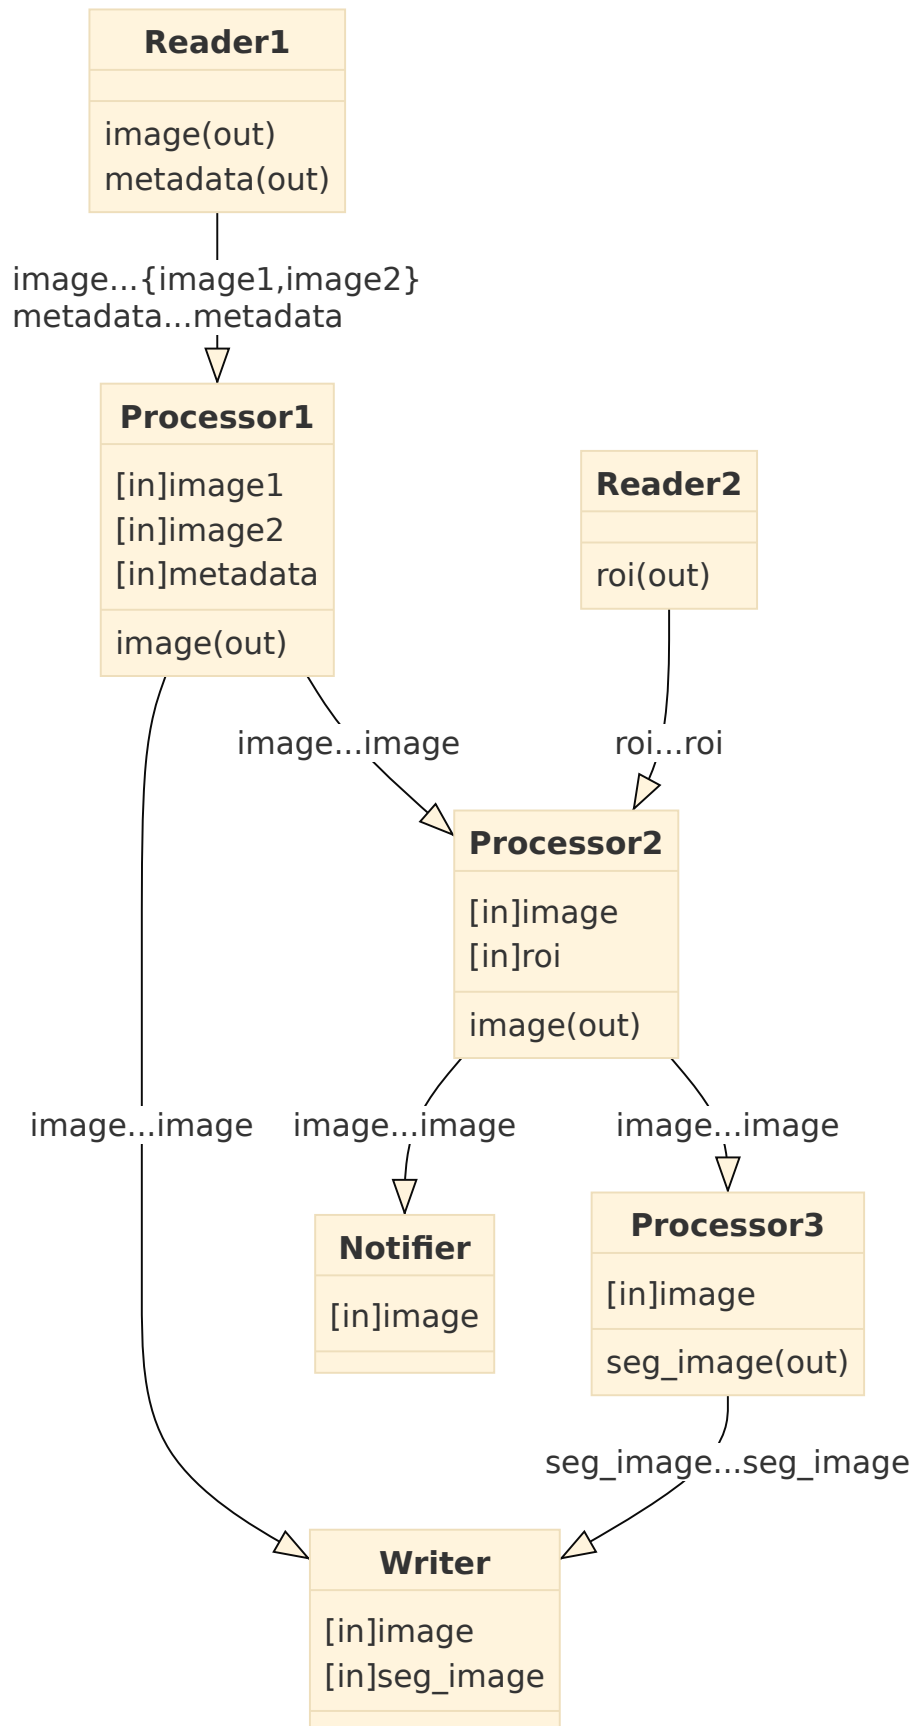 Reader1
image(out)
metadata(out)
image...{image1,image2}
metadata...metadata
Processor1
[in]image1
[in]image2
[in]metadata
image(out)
Reader2
roi(out)
image...image
roi...roi
Processor2
[in]image
[in]roi
image(out)
image...image
image...image
image...image
Notifier
[in]image
Processor3
[in]image
seg_image(out)
seg_image...seg_image
Writer
[in]image
[in]seg_image